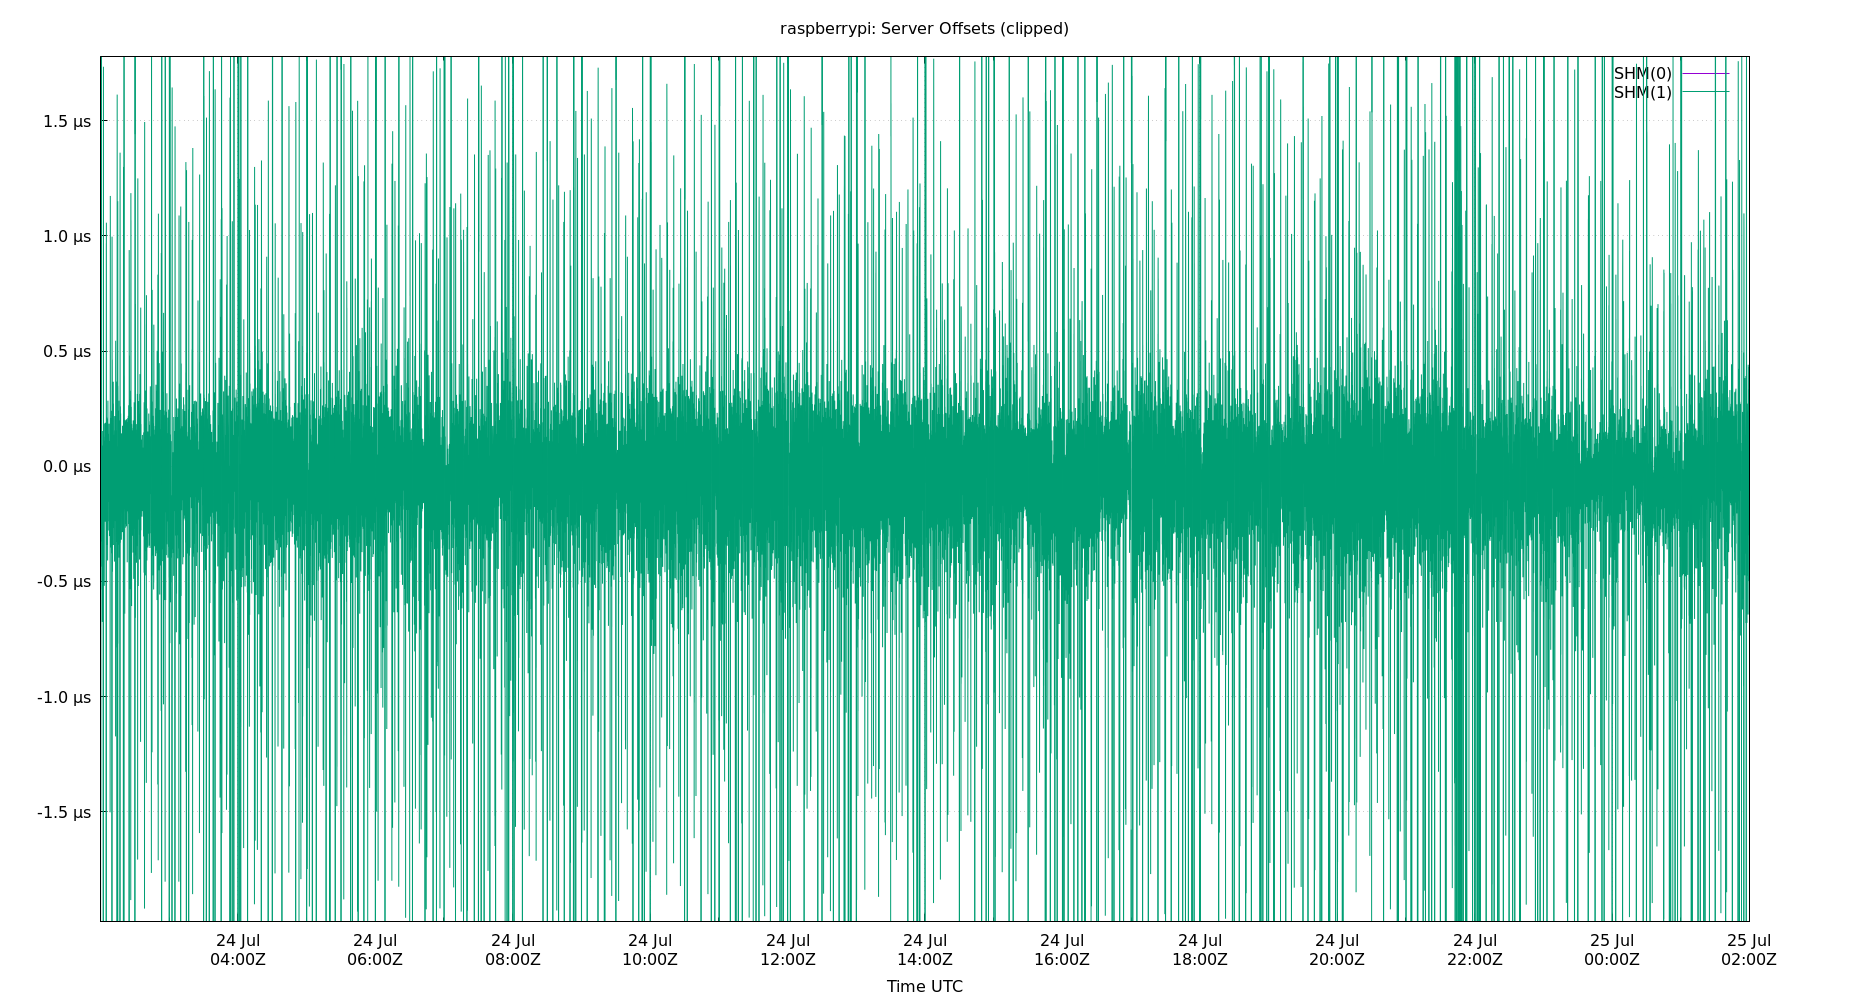 raspberrypi: Server Offsets (clipped)
SHM(0)
SHM(1)
1.5 µs
1.0 µs
0.5 µs
0.0 µs
-0.5 µs
-1.0 µs
-1.5 µs
24 Jul 24 Jul 24 Jul 24 Jul 24 Jul 24 Jul 24 Jul 24 Jul 24 Jul 24 Jul 25 Jul 25 Jul
04:00Z 06:00Z 08:00Z 10:00Z 12:00Z 14:00Z 16:00Z 18:00Z 20:00Z 22:00Z 00:00Z 02:00Z
Time UTC